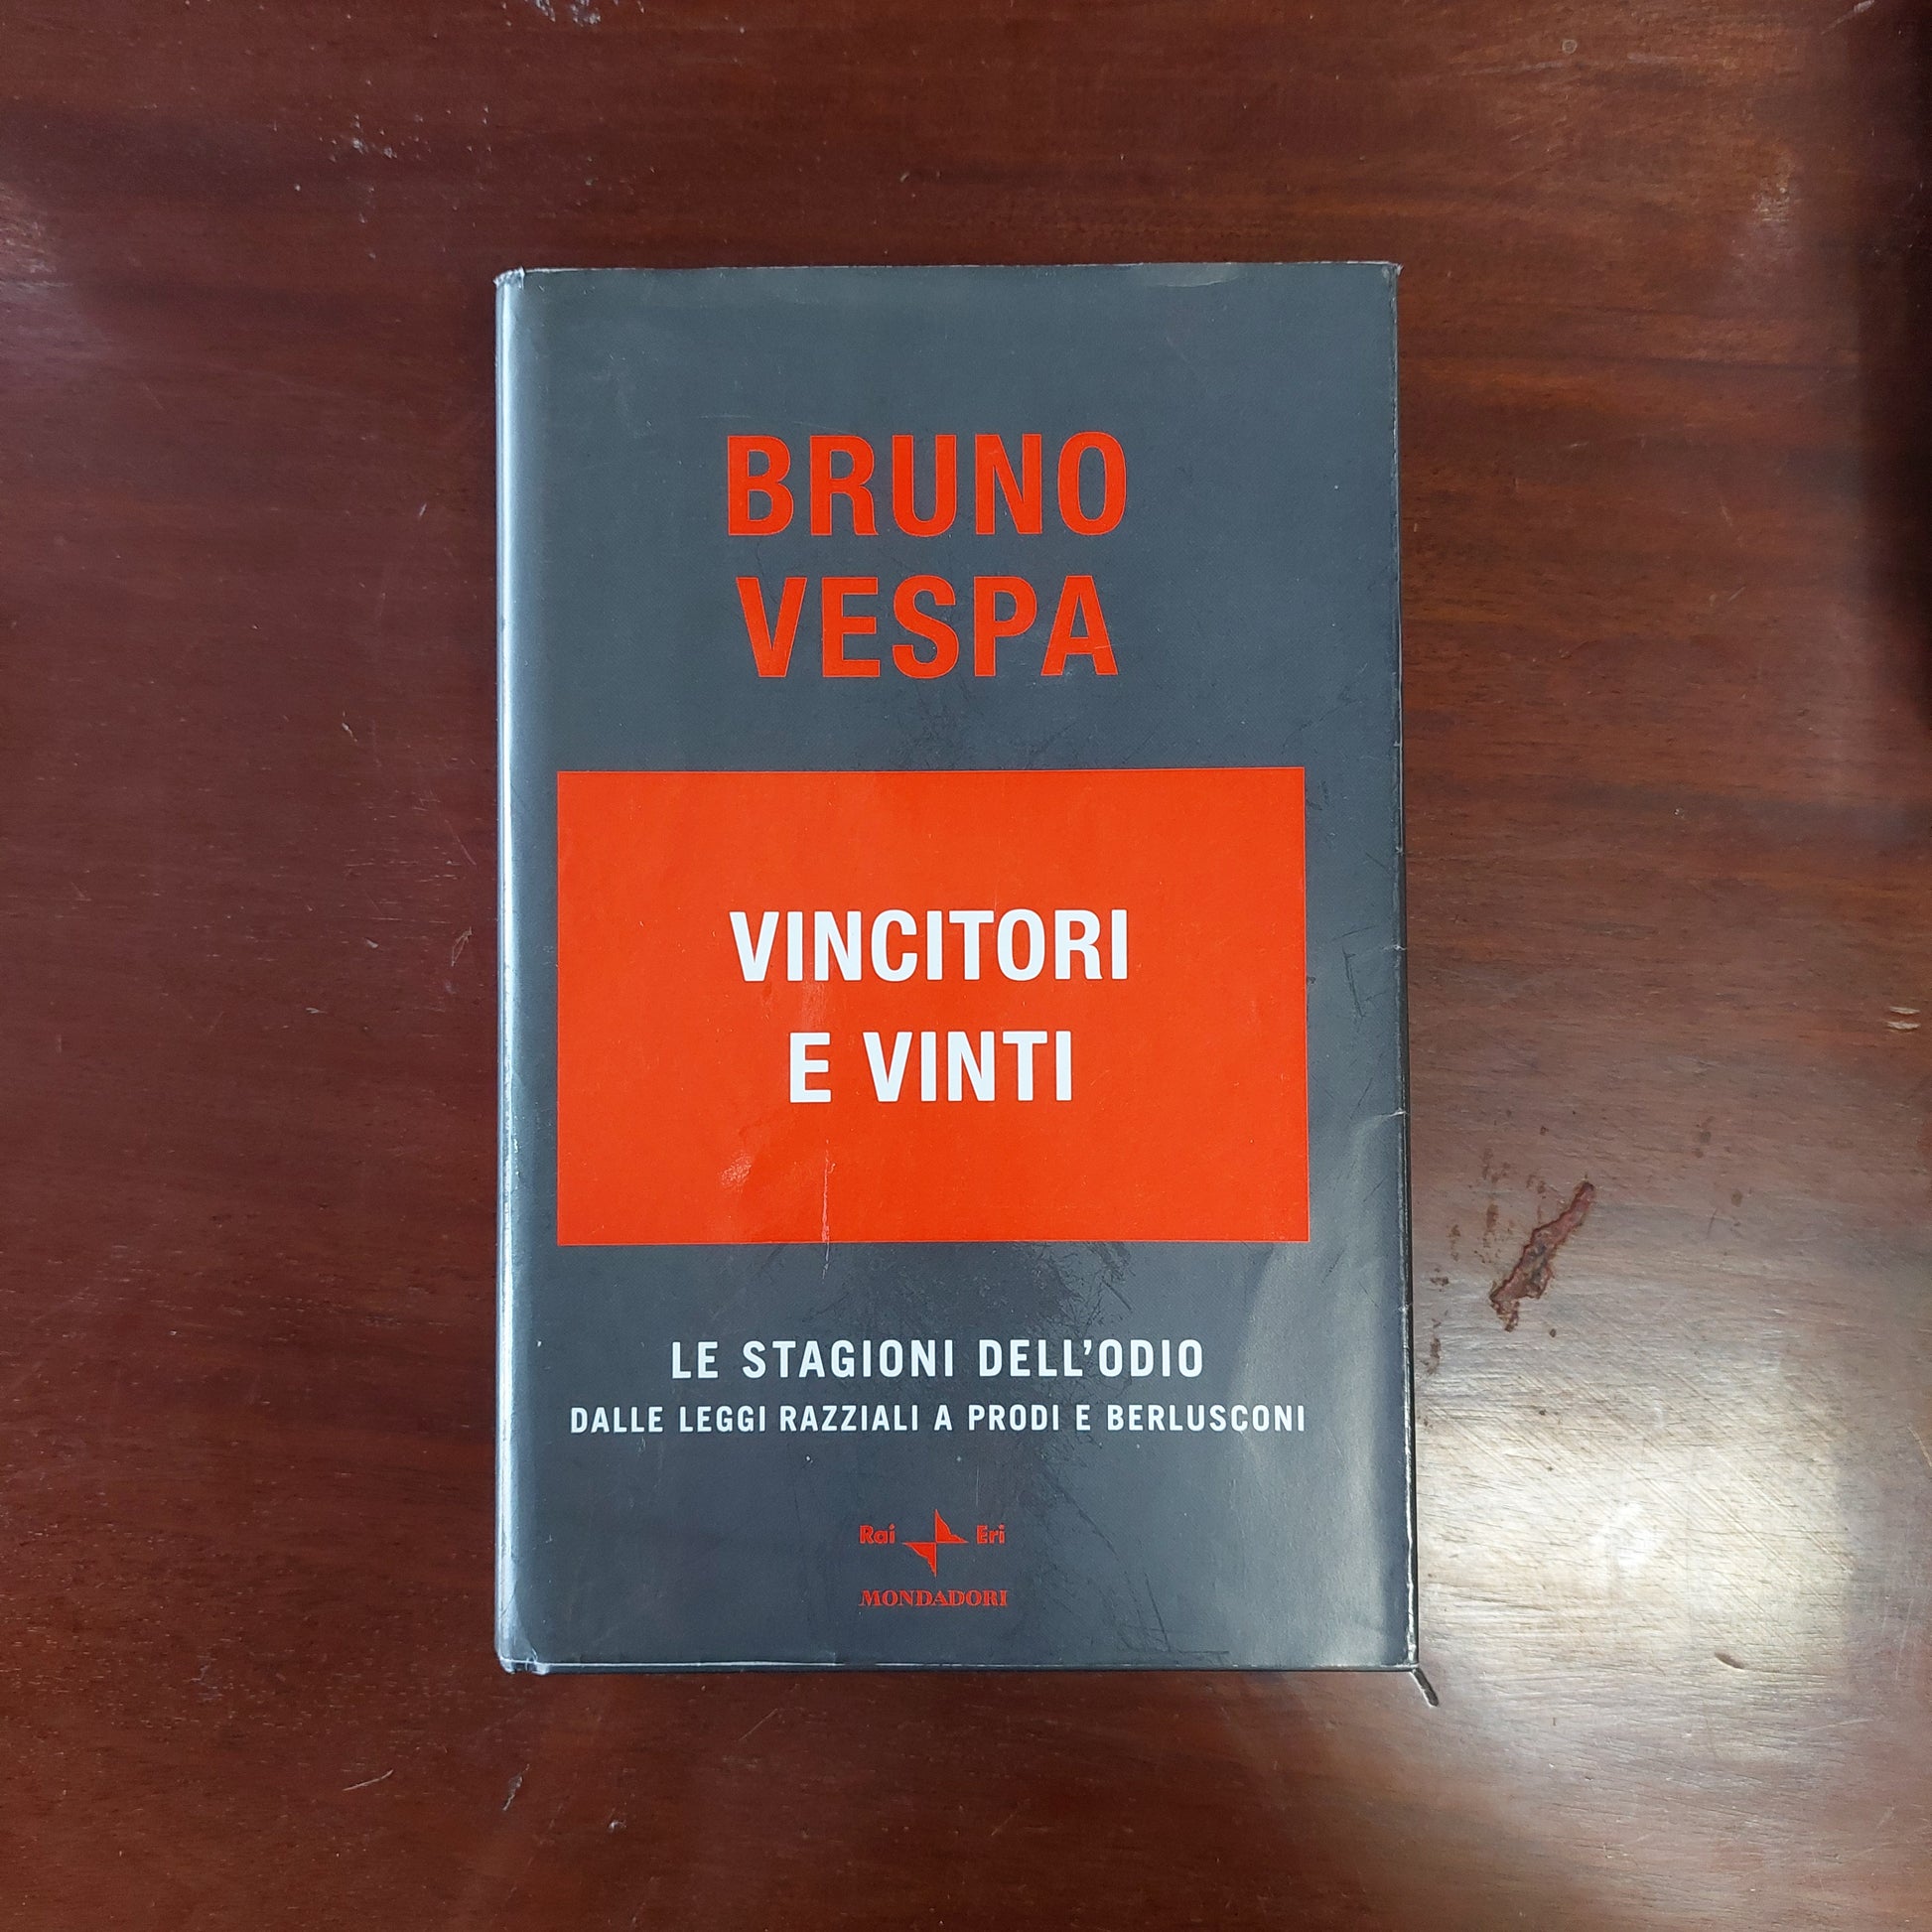 BRUNO
VESPA
VINCITORI
E VINTI
LE STAGIONI DELL'ODIO
DALLE LEGGI RAZZIALI A PRODI E BERLUSCONI
Rai Eri
MONDADORI